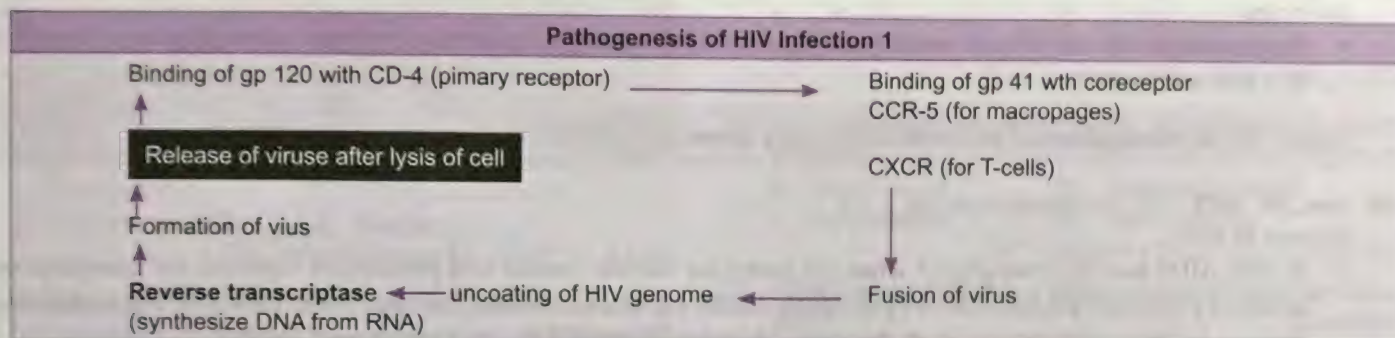 Pathogenesis of HIV Infection 1
Binding of gp 120 with CD-4 (pimary receptor)
Binding of gp 41 wth coreceptor
CCR-5 (for macropages)
Release of viruse after lysis of cell
CXCR (for T-cells)
Formation of vius
Reverse transcriptase
(synthesize DNA from RNA)
uncoating of HIV genome
Fusion of virus